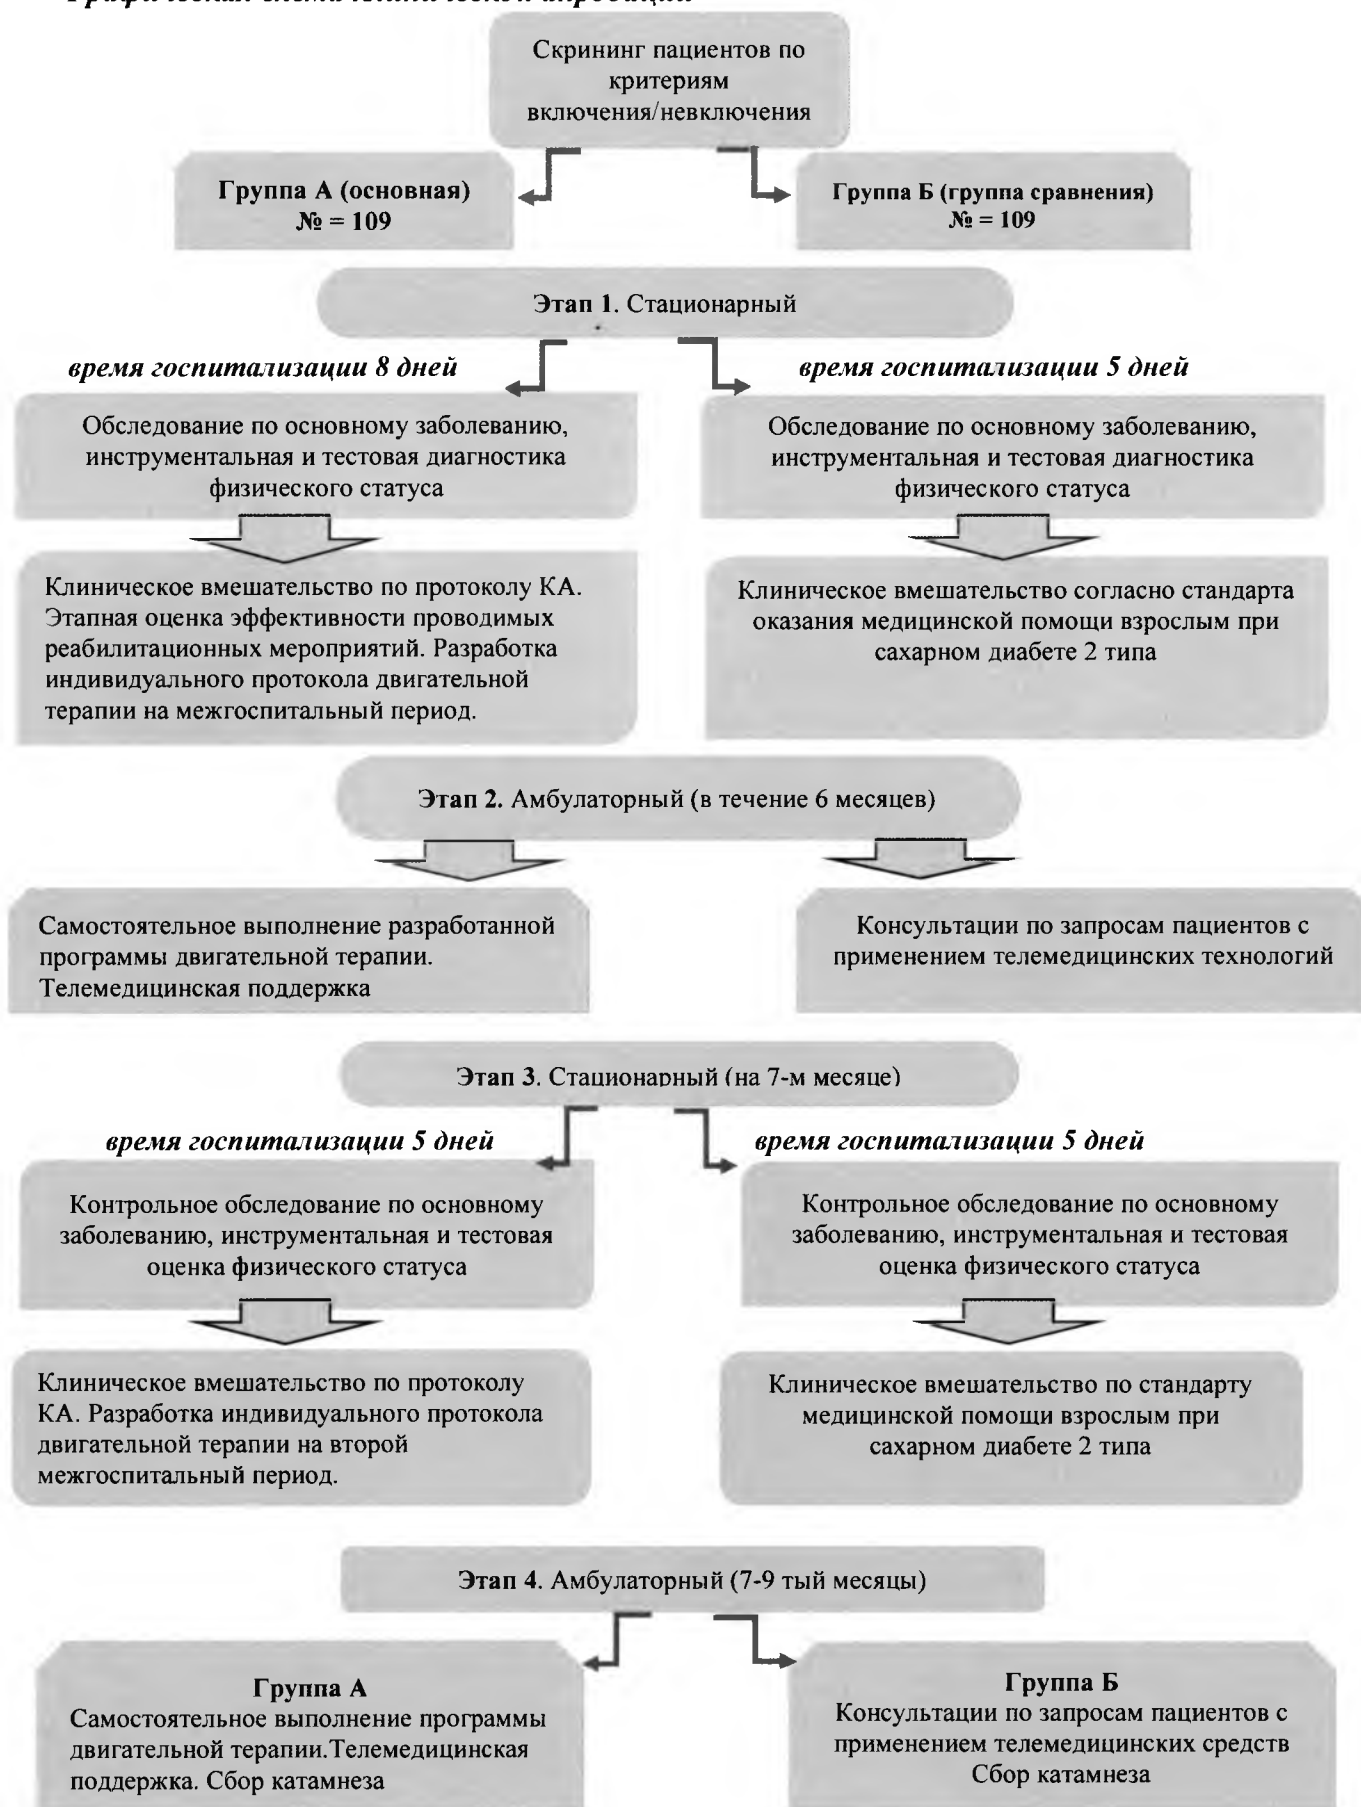 Графическая схема клинической апробации
Скрининг пациентов по
критериям
включения/невключения
Группа А (основная)
№ = 109
Группа Б (группа сравнения)
№ = 109
Этап 1. Стационарный
время госпитализации 8 дней
время госпитализации 5 дней
Обследование по основному заболеванию,
инструментальная и тестовая диагностика
физического статуса
Обследование по основному заболеванию,
инструментальная и тестовая диагностика
физического статуса
Клиническое вмешательство по протоколу КА.
Этапная оценка эффективности проводимых
реабилитационных мероприятий. Разработка
индивидуального протокола двигательной
терапии на межгоспитальный период.
Клиническое вмешательство согласно стандарта
оказания медицинской помощи взрослым при
сахарном диабете 2 типа
Этап 2. Амбулаторный (в течение 6 месяцев)
Самостоятельное выполнение разработанной
программы двигательной терапии.
Телемедицинская поддержка
Консультации по запросам пациентов с
применением телемедицинских технологий
Этап 3. Стационарный (на 7-м месяце)
время госпитализации 5 дней
время госпитализации 5 дней
Контрольное обследование по основному
заболеванию, инструментальная и тестовая
оценка физического статуса
Контрольное обследование по основному
заболеванию, инструментальная и тестовая
оценка физического статуса
Клиническое вмешательство по протоколу
КА. Разработка индивидуального протокола
двигательной терапии на второй
межгоспитальный период.
Клиническое вмешательство по стандарту
медицинской помощи взрослым при
сахарном диабете 2 типа
Этап 4. Амбулаторный (7-9 тый месяцы)
Группа А
Самостоятельное выполнение программы
двигательной терапии.Телемедицинская
поддержка. Сбор катамнеза
Группа Б
Консультации по запросам пациентов с
применением телемедицинских средств
Сбор катамнеза